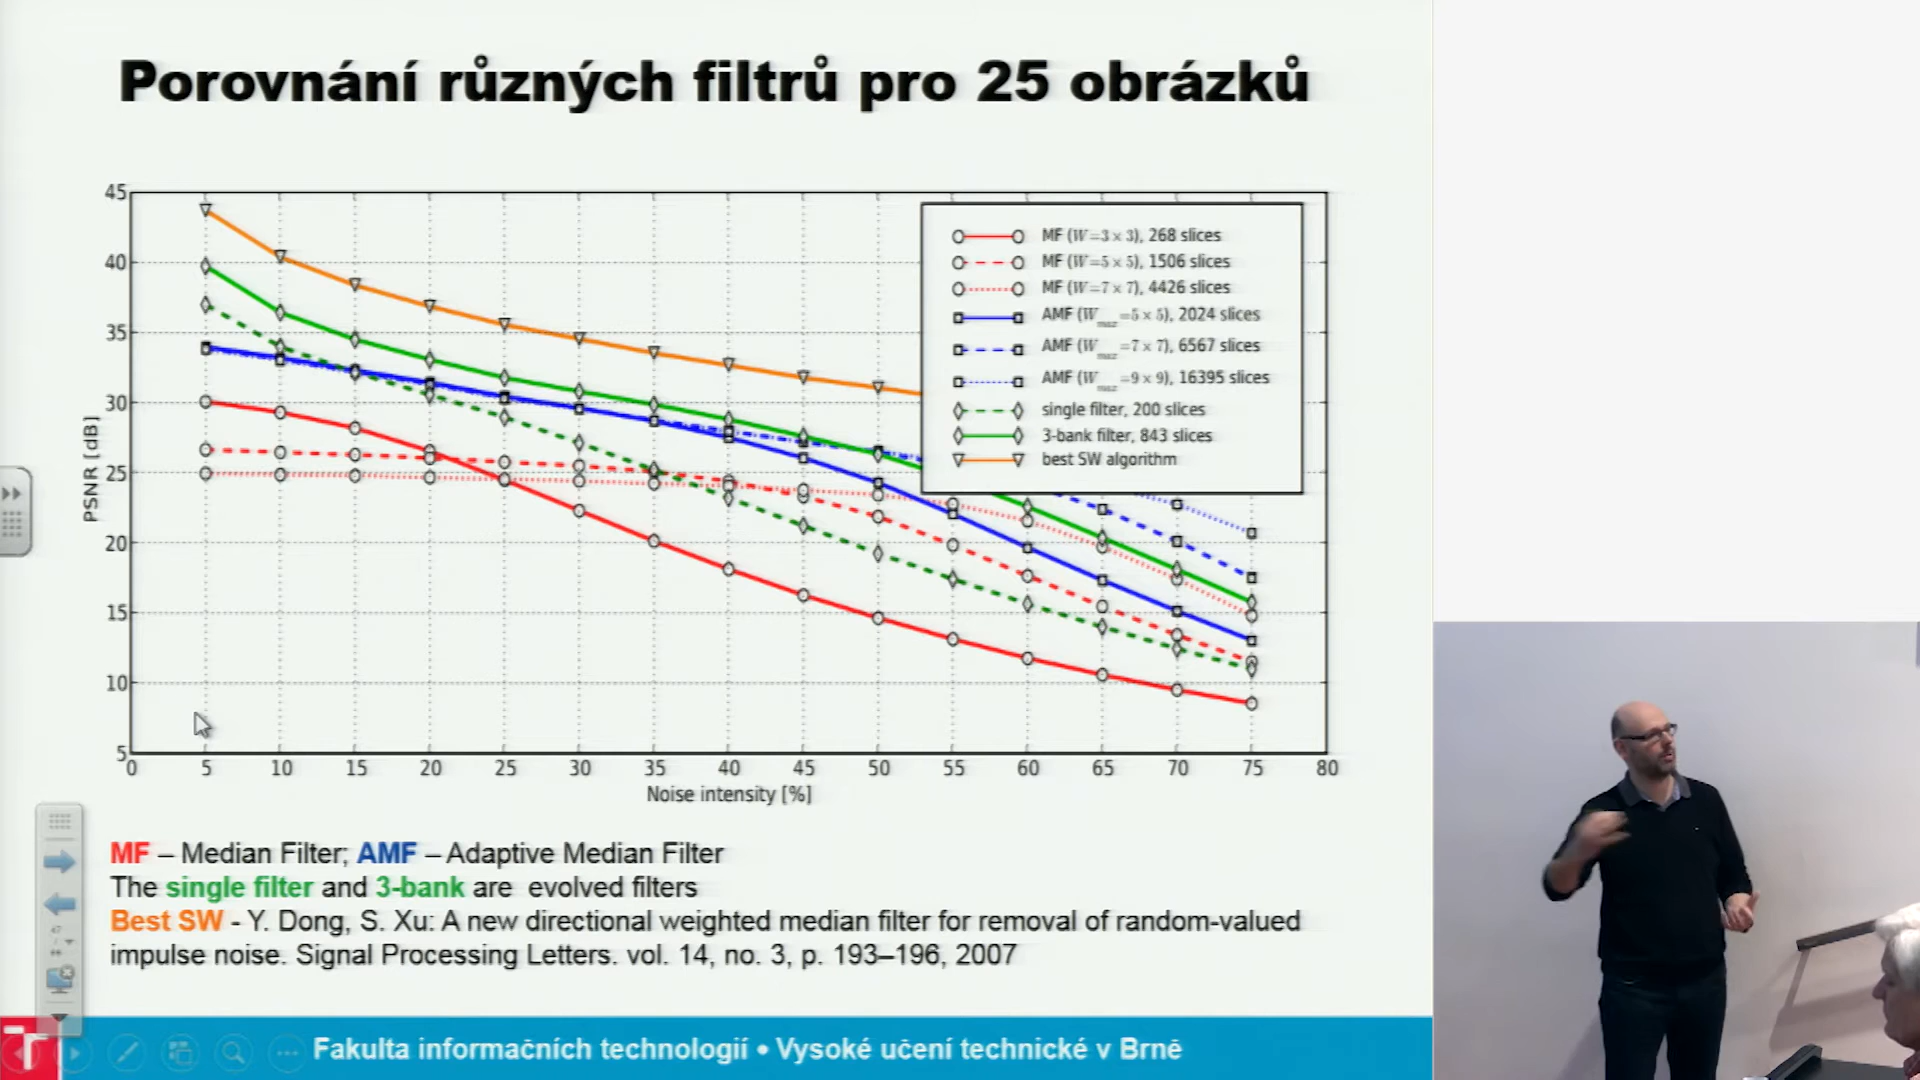 Porovnání různých filtrů pro 25 obrázků
45
40
35
30
25
20
15
10
5
PSNR [dB]
0 5 10 15 20 25 30 35 40 45 50 55 60 65 70 75 80
Noise intensity [%]
MF (W=3×3), 268 slices
MF (W=5×5), 1506 slices
MF (W=7×7), 4426 slices
AMF (Wmax=5×5), 2024 slices
AMF (Wmax=7×7), 6567 slices
AMF (Wmax=9×9), 16395 slices
single filter, 200 slices
3-bank filter, 843 slices
best SW algorithm
MF – Median Filter; AMF – Adaptive Median Filter
The single filter and 3-bank are evolved filters
Best SW - Y. Dong, S. Xu: A new directional weighted median filter for removal of random-valued
impulse noise. Signal Processing Letters. vol. 14, no. 3, p. 193–196, 2007
Fakulta informačních technologií • Vysoké učení technické v Brně